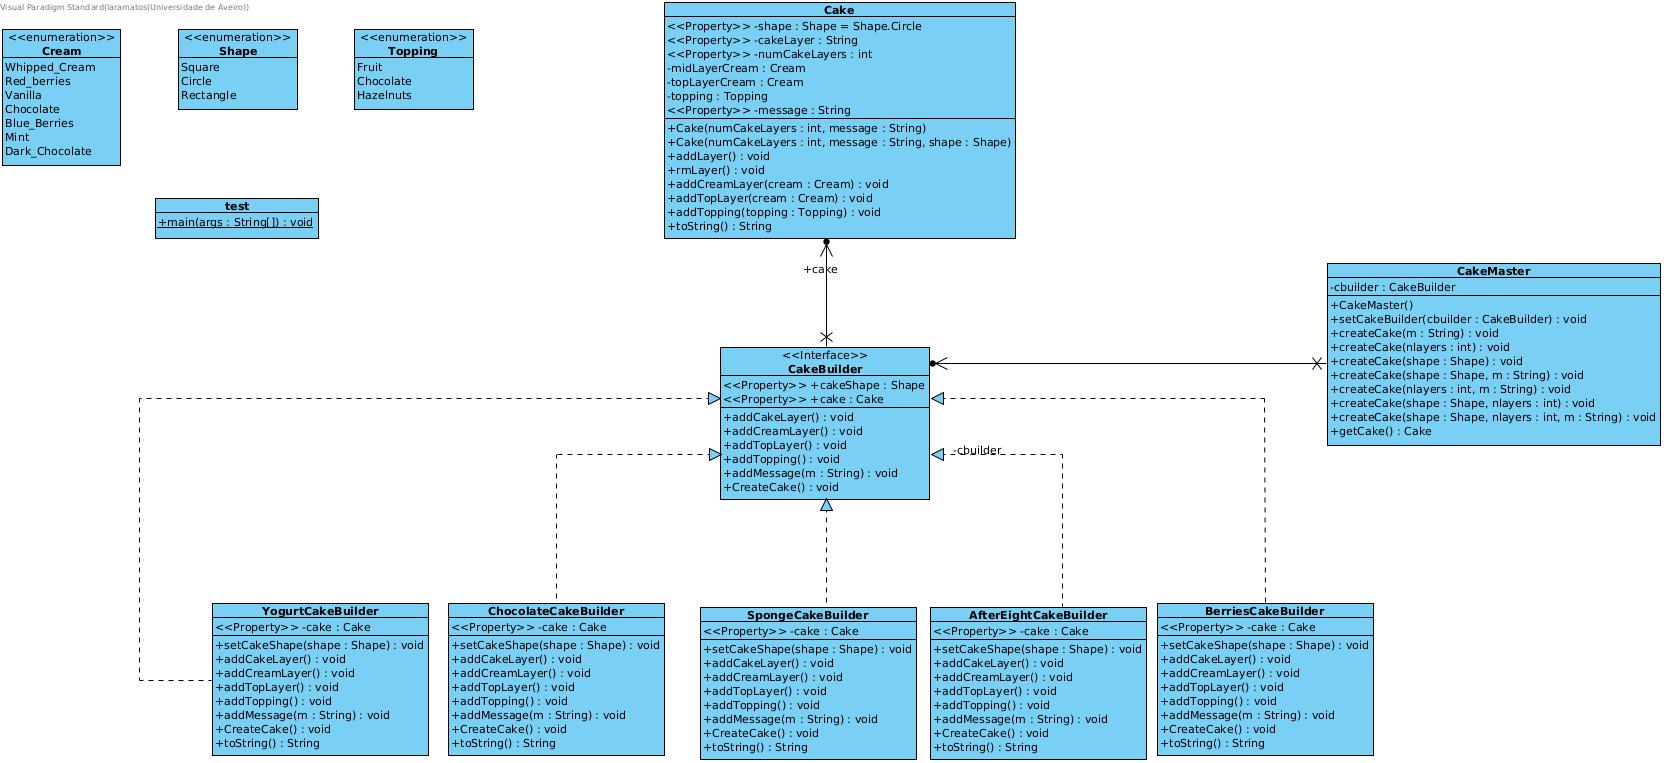 Visual Paradigm Standard(laramatos(Universidade de Aveiro))
<<enumeration>>
Cream
Whipped_Cream
Red_berries
Vanilla
Chocolate
Blue_Berries
Mint
Dark_Chocolate
<<enumeration>>
Shape
Square
Circle
Rectangle
<<enumeration>>
Topping
Fruit
Chocolate
Hazelnuts
test
+main(args : String[]) : void
Cake
<<Property>> -shape : Shape = Shape.Circle
<<Property>> -cakeLayer : String
<<Property>> -numCakeLayers : int
-midLayerCream : Cream
-topLayerCream : Cream
-topping : Topping
<<Property>> -message : String
+Cake(numCakeLayers : int, message : String)
+Cake(numCakeLayers : int, message : String, shape : Shape)
+addLayer() : void
+rmLayer() : void
+addCreamLayer(cream : Cream) : void
+addTopLayer(cream : Cream) : void
+addTopping(topping : Topping) : void
+toString() : String
+cake
CakeMaster
-cbuilder : CakeBuilder
+CakeMaster()
+setCakeBuilder(cbuilder : CakeBuilder) : void
+createCake(m : String) : void
+createCake(nlayers : int) : void
+createCake(shape : Shape) : void
+createCake(shape : Shape, m : String) : void
+createCake(nlayers : int, m : String) : void
+createCake(shape : Shape, nlayers : int) : void
+createCake(shape : Shape, nlayers : int, m : String) : void
+getCake() : Cake
<<Interface>>
CakeBuilder
<<Property>> +cakeShape : Shape
<<Property>> +cake : Cake
+addCakeLayer() : void
+addCreamLayer() : void
+addTopLayer() : void
+addTopping() : void
+addMessage(m : String) : void
+CreateCake() : void
-cbuilder
YogurtCakeBuilder
<<Property>> -cake : Cake
+setCakeShape(shape : Shape) : void
+addCakeLayer() : void
+addCreamLayer() : void
+addTopLayer() : void
+addTopping() : void
+addMessage(m : String) : void
+CreateCake() : void
+toString() : String
ChocolateCakeBuilder
<<Property>> -cake : Cake
+setCakeShape(shape : Shape) : void
+addCakeLayer() : void
+addCreamLayer() : void
+addTopLayer() : void
+addTopping() : void
+addMessage(m : String) : void
+CreateCake() : void
+toString() : String
SpongeCakeBuilder
<<Property>> -cake : Cake
+setCakeShape(shape : Shape) : void
+addCakeLayer() : void
+addCreamLayer() : void
+addTopLayer() : void
+addTopping() : void
+addMessage(m : String) : void
+CreateCake() : void
+toString() : String
AfterEightCakeBuilder
<<Property>> -cake : Cake
+setCakeShape(shape : Shape) : void
+addCakeLayer() : void
+addCreamLayer() : void
+addTopLayer() : void
+addTopping() : void
+addMessage(m : String) : void
+CreateCake() : void
+toString() : String
BerriesCakeBuilder
<<Property>> -cake : Cake
+setCakeShape(shape : Shape) : void
+addCakeLayer() : void
+addCreamLayer() : void
+addTopLayer() : void
+addTopping() : void
+addMessage(m : String) : void
+CreateCake() : void
+toString() : String